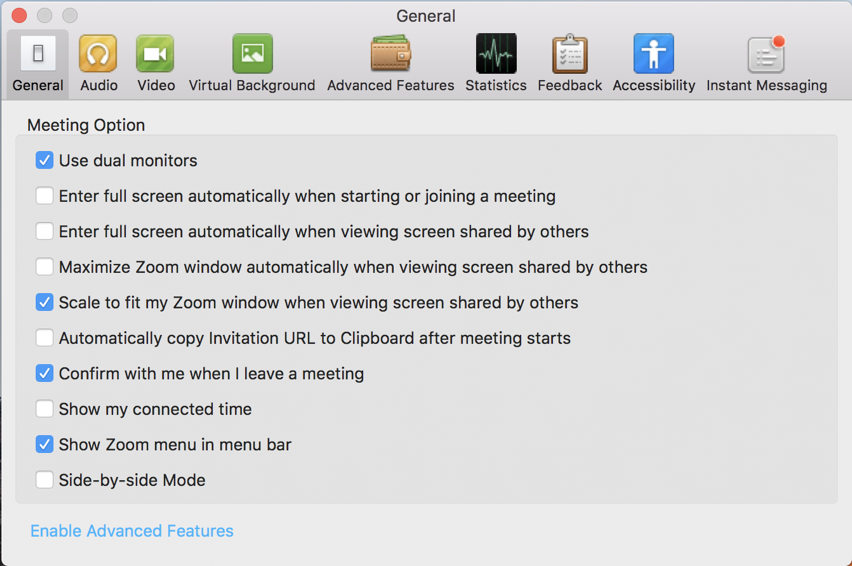 General
General Audio Video Virtual Background Advanced Features Statistics Feedback Accessibility Instant Messaging
Meeting Option
Use dual monitors
Enter full screen automatically when starting or joining a meeting
Enter full screen automatically when viewing screen shared by others
Maximize Zoom window automatically when viewing screen shared by others
Scale to fit my Zoom window when viewing screen shared by others
Automatically copy Invitation URL to Clipboard after meeting starts
Confirm with me when I leave a meeting
Show my connected time
Show Zoom menu in menu bar
Side-by-side Mode
Enable Advanced Features